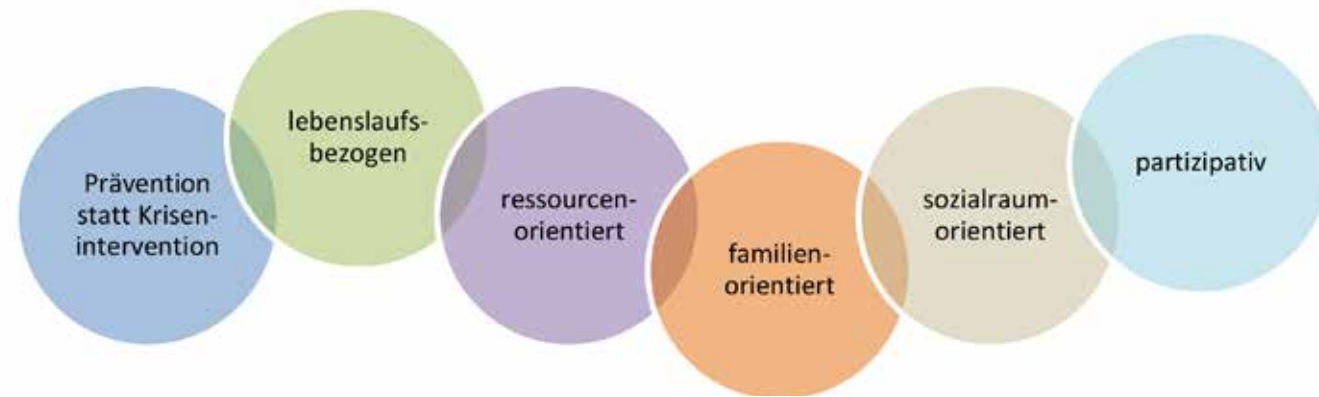 Prävention
statt Krisen-
intervention
lebenslaufs-
bezogen
ressourcen-
orientiert
familien-
orientiert
sozialraum-
orientiert
partizipativ